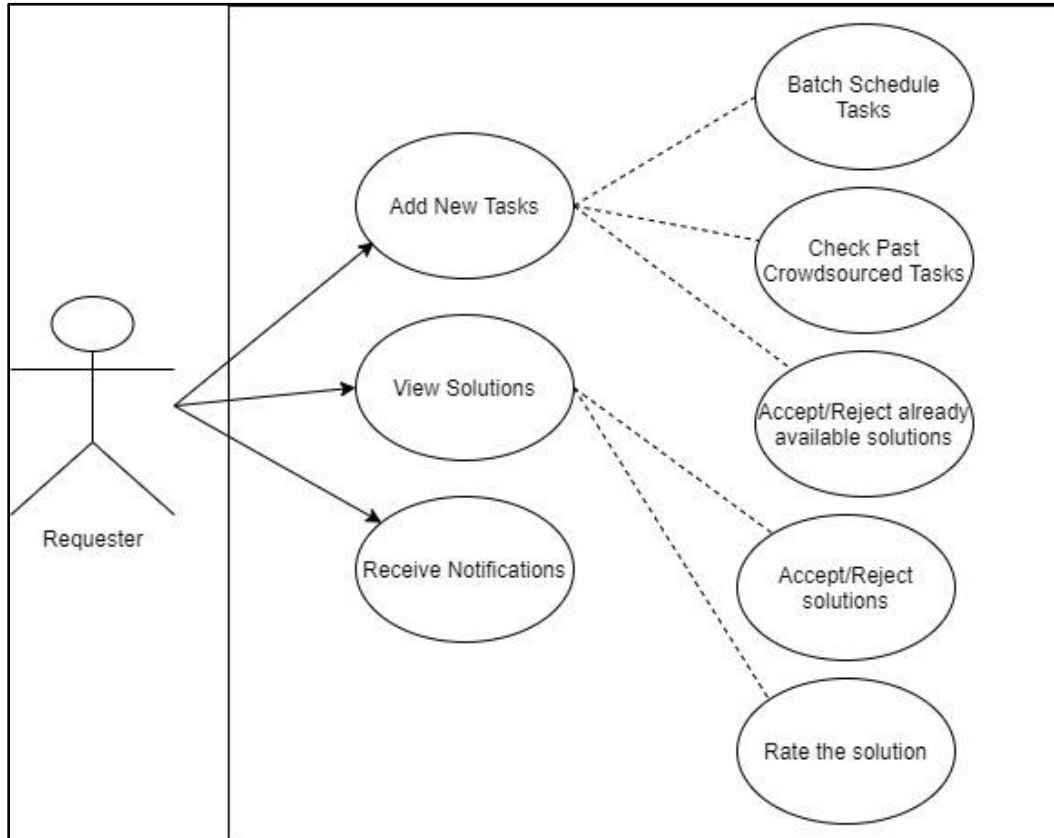 Batch Schedule
Tasks
Add New Tasks
Check Past
Crowdsourced Tasks
View Solutions
Accept/Reject already
available solutions
Requester
Receive Notifications
Accept/Reject
solutions
Rate the solution